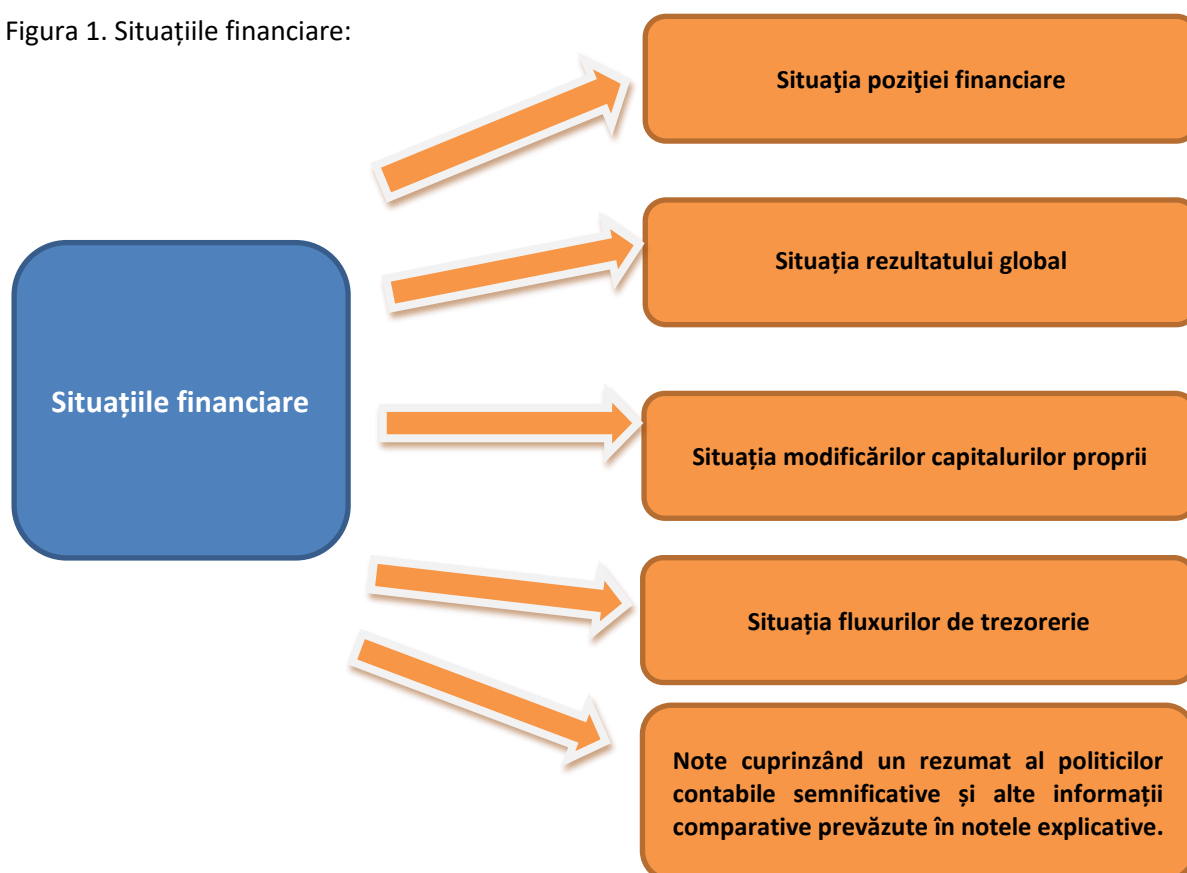 Figura 1. Situațiile financiare:
Situaţia poziţiei financiare
Situația rezultatului global
Situațiile financiare
Situația modificărilor capitalurilor proprii
Situația fluxurilor de trezorerie
Note cuprinzând un rezumat al politicilor
contabile semnificative și alte informații
comparative prevăzute în notele explicative.